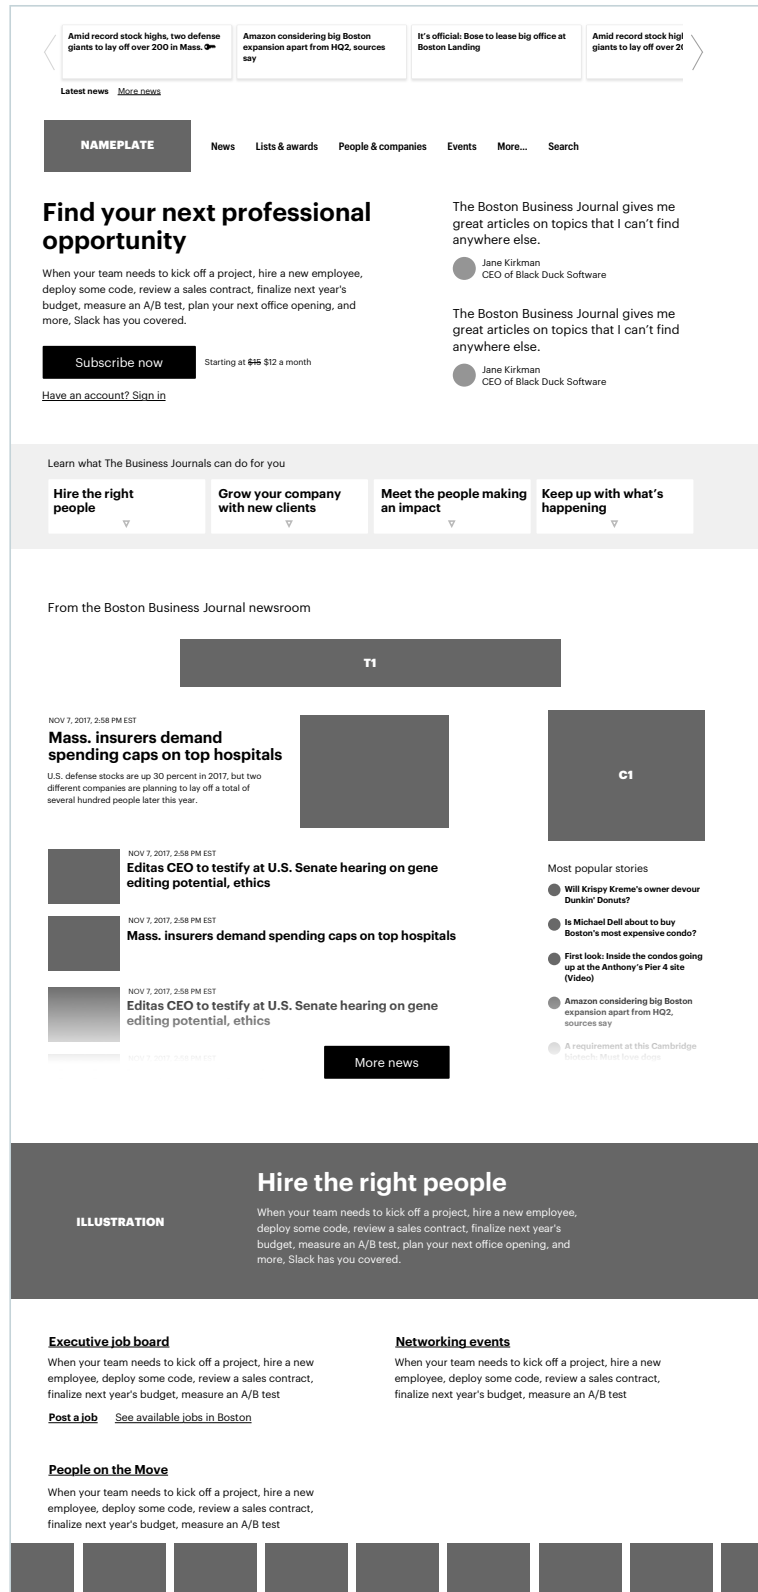 Amid record stock highs, two defense
giants to lay off over 200 in Mass.
Amazon considering big Boston
expansion apart from HQ2, sources
say
It's official: Bose to lease big office at
Boston Landing
Amid record stock high
giants to lay off over 20
Latest news More news
NAMEPLATE
News Lists & awards People & companies Events More... Search
Find your next professional
opportunity
When your team needs to kick off a project, hire a new employee,
deploy some code, review a sales contract, finalize next year's
budget, measure an A/B test, plan your next office opening, and
more, Slack has you covered.
Subscribe now Starting at $15 $12 a month
Have an account? Sign in
The Boston Business Journal gives me
great articles on topics that I can't find
anywhere else.
Jane Kirkman
CEO of Black Duck Software
The Boston Business Journal gives me
great articles on topics that I can't find
anywhere else.
Jane Kirkman
CEO of Black Duck Software
Learn what The Business Journals can do for you
Hire the right
people
Grow your company
with new clients
Meet the people making
an impact
Keep up with what's
happening
From the Boston Business Journal newsroom
T1
NOV 7, 2017, 2:58 PM EST
Mass. insurers demand
spending caps on top hospitals
U.S. defense stocks are up 30 percent in 2017, but two
different companies are planning to lay off a total of
several hundred people later this year.
NOV 7, 2017, 2:58 PM EST
Editas CEO to testify at U.S. Senate hearing on gene
editing potential, ethics
NOV 7, 2017, 2:58 PM EST
Mass. insurers demand spending caps on top hospitals
NOV 7, 2017, 2:58 PM EST
Editas CEO to testify at U.S. Senate hearing on gene
editing potential, ethics
NOV 7, 2017, 2:58 PM EST
More news
C1
Most popular stories
Will Krispy Kreme's owner devour
Dunkin' Donuts?
Is Michael Dell about to buy
Boston's most expensive condo?
First look: Inside the condos going
up at the Anthony's Pier 4 site
(Video)
Amazon considering big Boston
expansion apart from HQ2,
sources say
A requirement at this Cambridge
biotech: Must love dogs
ILLUSTRATION
Hire the right people
When your team needs to kick off a project, hire a new employee,
deploy some code, review a sales contract, finalize next year's
budget, measure an A/B test, plan your next office opening, and
more, Slack has you covered.
Executive job board
When your team needs to kick off a project, hire a new
employee, deploy some code, review a sales contract,
finalize next year's budget, measure an A/B test
Post a job See available jobs in Boston
Networking events
When your team needs to kick off a project, hire a new
employee, deploy some code, review a sales contract,
finalize next year's budget, measure an A/B test
People on the Move
When your team needs to kick off a project, hire a new
employee, deploy some code, review a sales contract,
finalize next year's budget, measure an A/B test